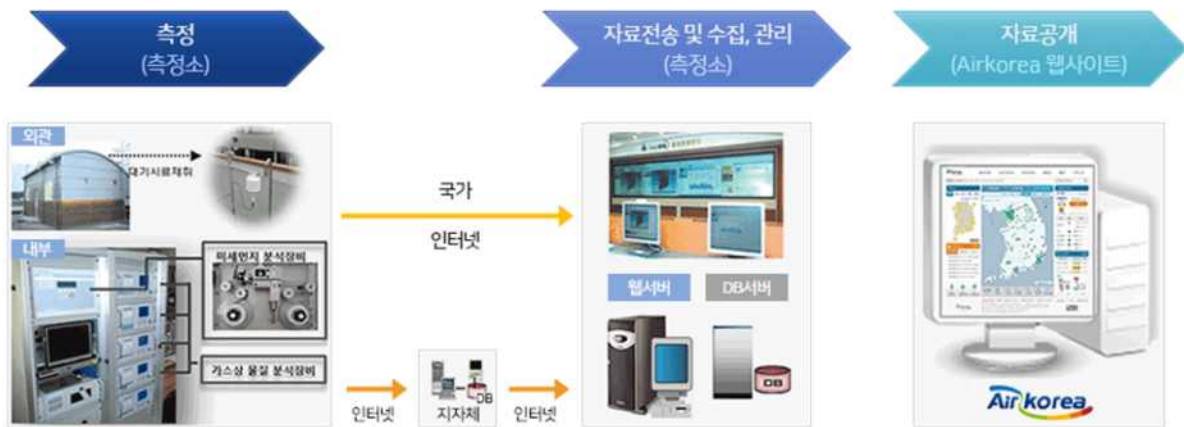 측정
(측정소)
자료전송 및 수집, 관리
(측정소)
자료공개
(Airkorea 웹사이트)
외관
대기시료채취
내부
미세먼지 분석장비
가스상 물질 분석장비
국가
인터넷
인터넷
DB
지자체
인터넷
웹서버
DB서버
DB
Airkorea